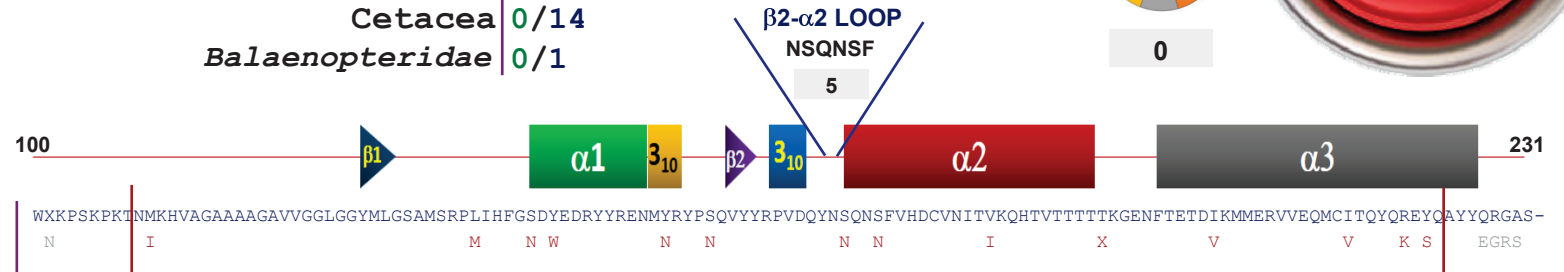 Cetacea 0/14
Balaenopteridae 0/1
β2-α2 LOOP
NSQNSF
5
0
100
β1
α1
3₁₀
β2
3₁₀
α2
α3
231
WXKPSKPKTNMKHVAGAAAAGAVVGGLGGYMLGSAMSRPLIHFGSDYEDRYYRENMYRYPSQVYYRPVDQYNSQNSFVHDCVNITVKQHTVTTTTTKGENFTETDIKMMERVVEQMCITQYQREYQAYYQRGAS-
N I M N W N N N N I X V V K S EGRS